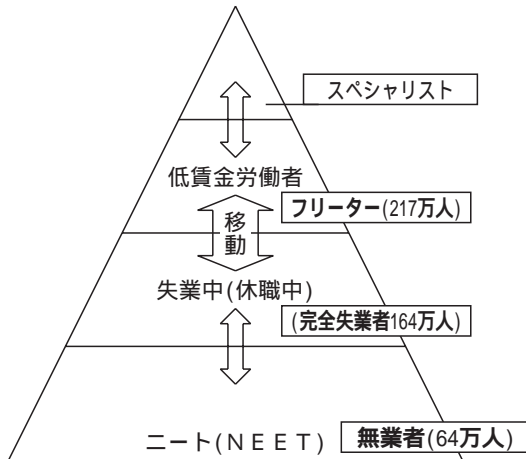 スペシャリスト
低賃金労働者
フリーター(217万人)
移動
失業中(休職中)
(完全失業者164万人)
ニート(NEET)
無業者(64万人)